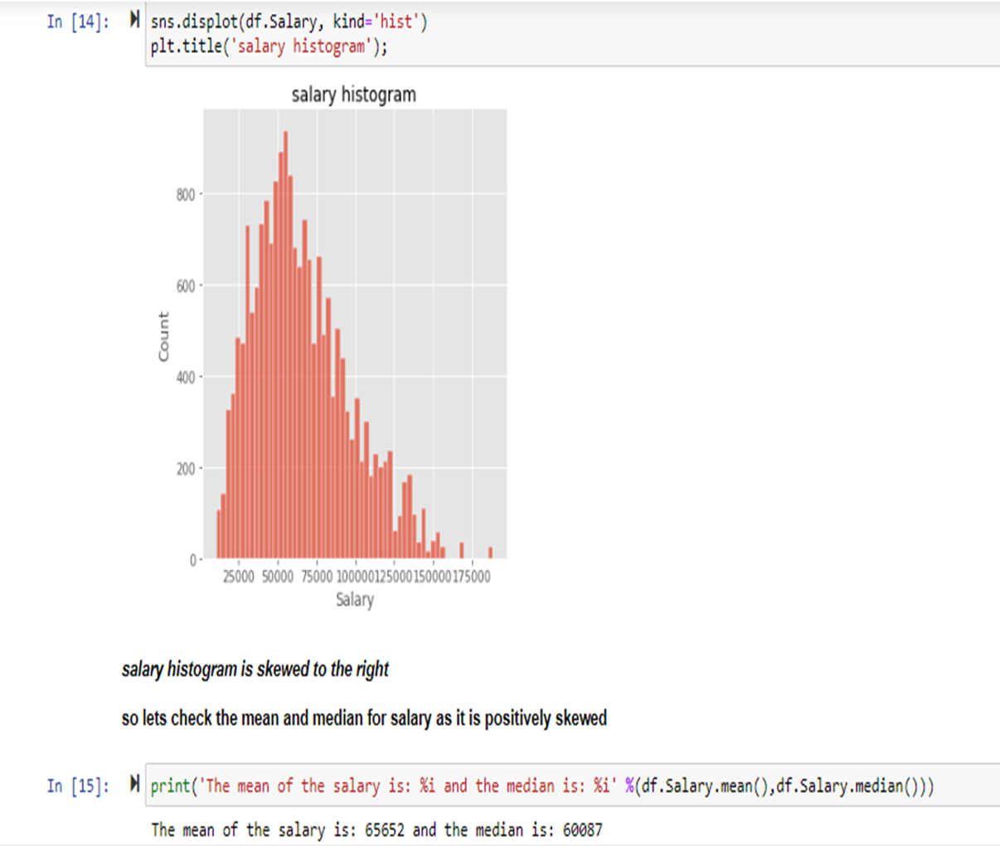 In [14]:
sns.displot(df.Salary, kind='hist')
plt.title('salary histogram');
salary histogram
800
600
400
200
0
Count
25000 50000 75000 100000 125000 150000 175000
Salary
salary histogram is skewed to the right
so lets check the mean and median for salary as it is positively skewed
In [15]:
print('The mean of the salary is: %i and the median is: %i' %(df.Salary.mean(),df.Salary.median()))
The mean of the salary is: 65652 and the median is: 60087